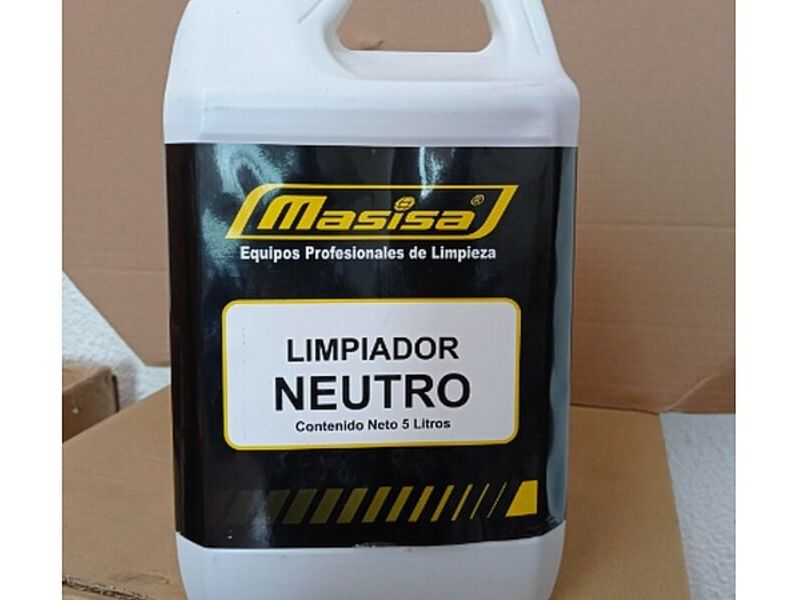 Masisa®
Equipos Profesionales de Limpieza
LIMPIADOR
NEUTRO
Contenido Neto 5 Litros